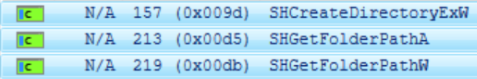 C N/A 157 (0x009d) SHCreateDirectoryExW
C N/A 213 (0x00d5) SHGetFolderPathA
C N/A 219 (0x00db) SHGetFolderPathW